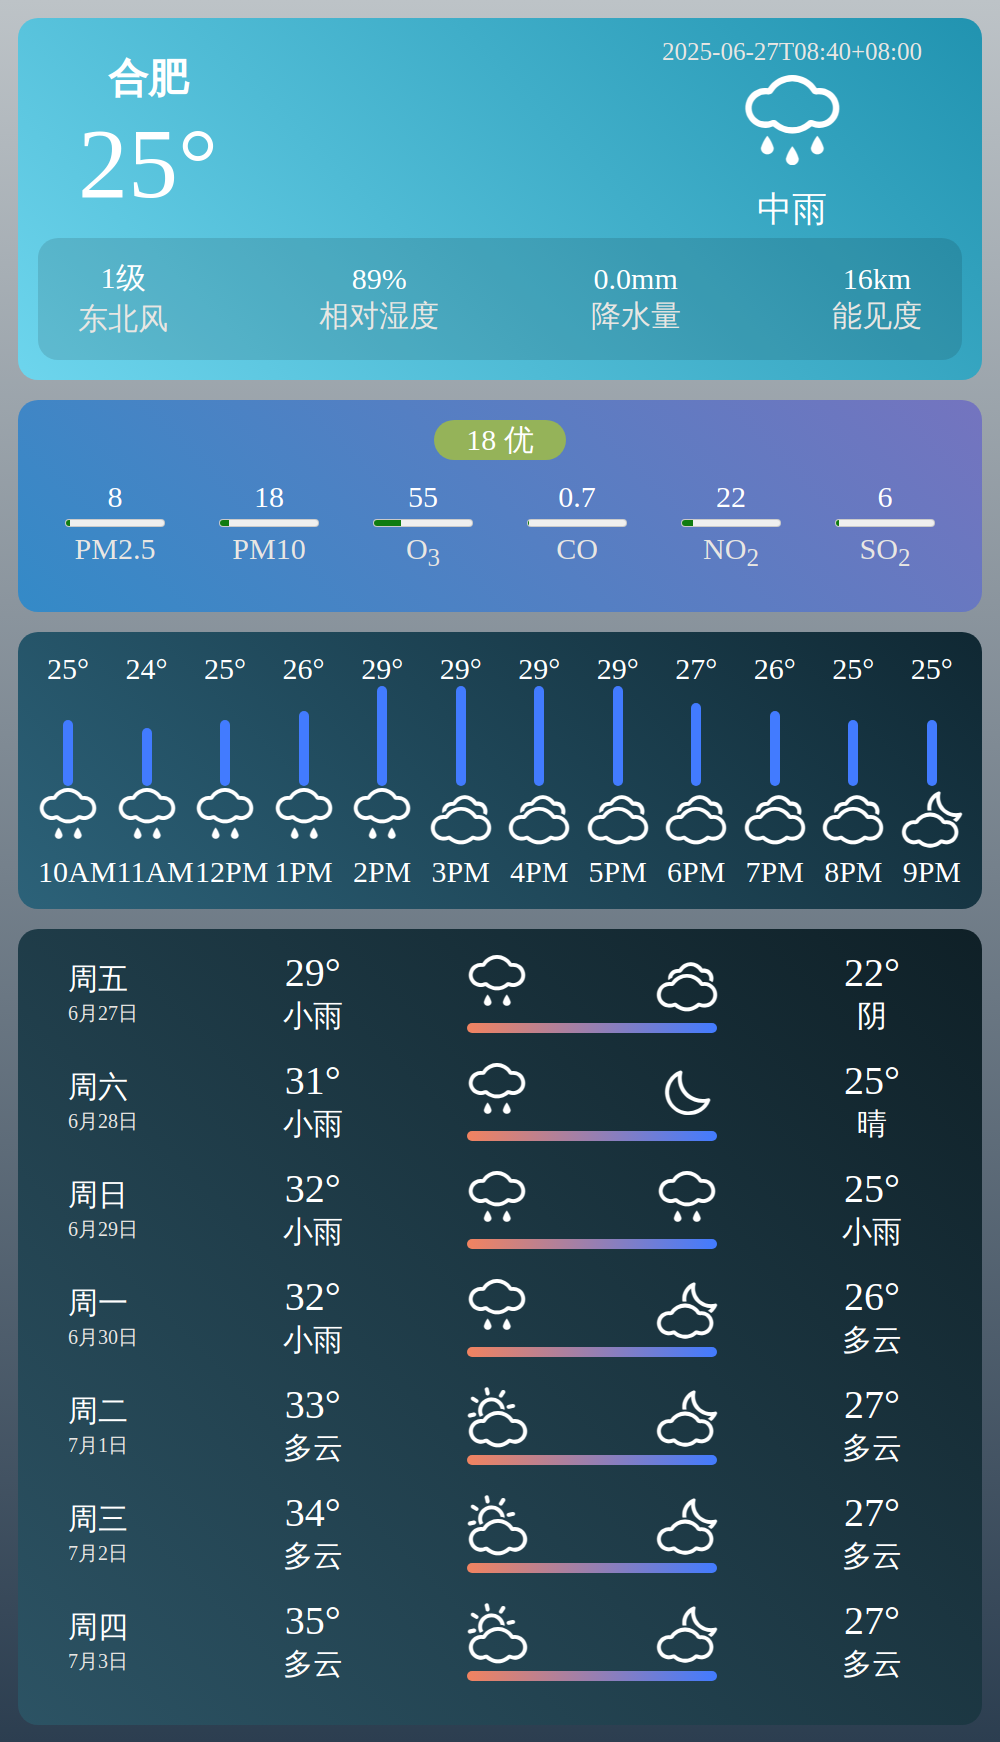 合肥
25°
2025-06-27T08:40+08:00
中雨
1级 89% 0.0mm 16km
东北风 相对湿度 降水量 能见度
18 优
8 18 55 0.7 22 6
PM2.5 PM10 O3 CO NO2 SO2
25° 24° 25° 26° 29° 29° 29° 29° 27° 26° 25° 25°
10AM 11AM 12PM 1PM 2PM 3PM 4PM 5PM 6PM 7PM 8PM 9PM
周五 29° 22°
6月27日 小雨 阴
周六 31° 25°
6月28日 小雨 晴
周日 32° 25°
6月29日 小雨 小雨
周一 32° 26°
6月30日 小雨 多云
周二 33° 27°
7月1日 多云 多云
周三 34° 27°
7月2日 多云 多云
周四 35° 27°
7月3日 多云 多云